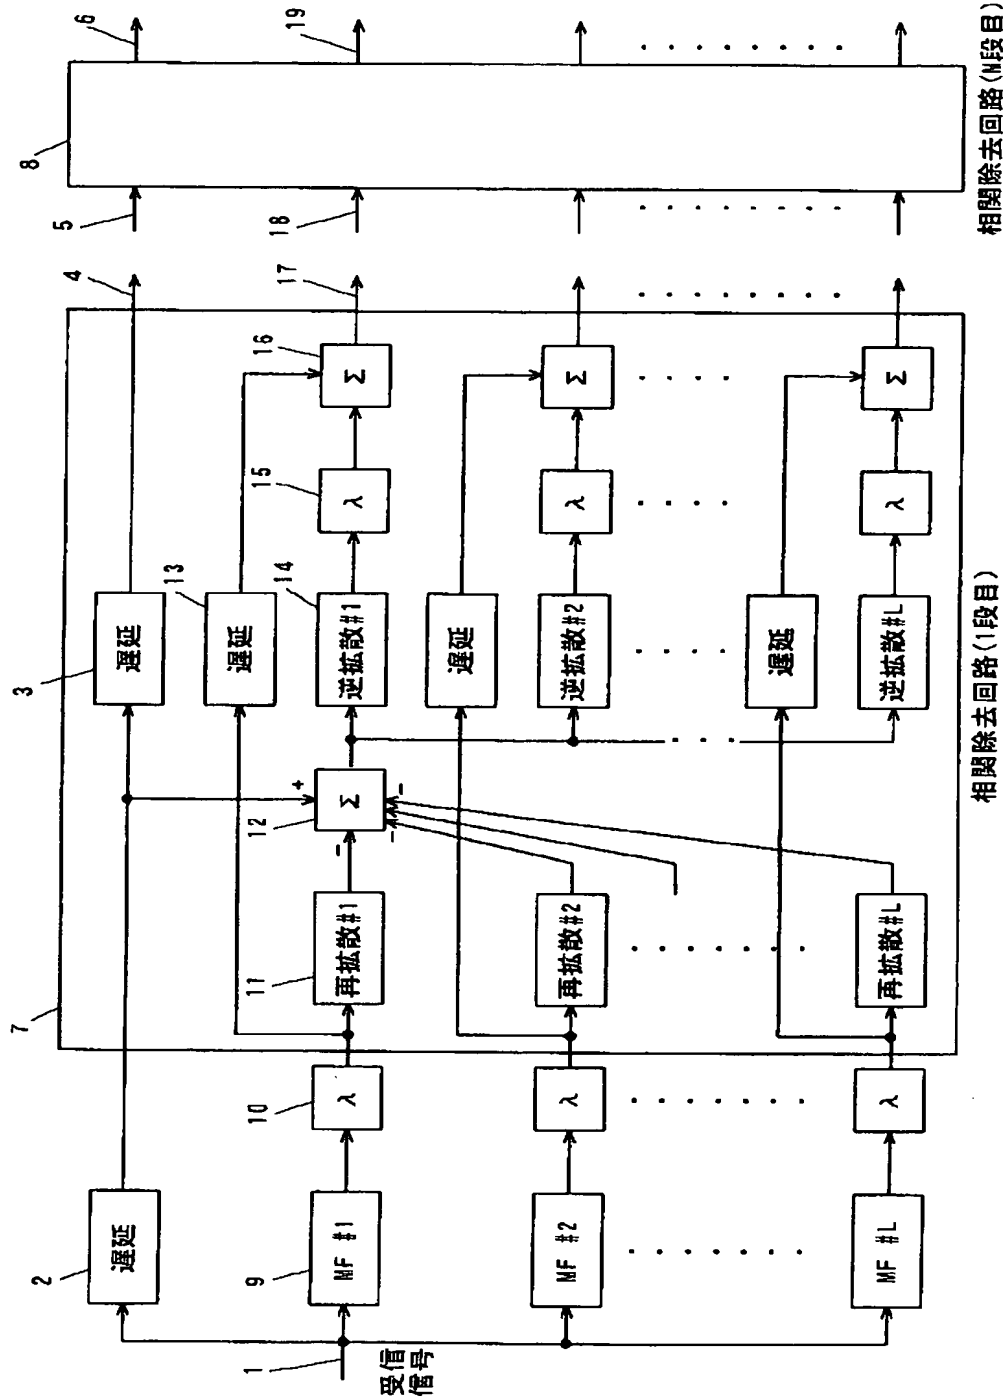 1
受信
信号
2
遅延
9
MF #1
MF #2
MF #L
10
λ
λ
λ
7
11
再拡散#1
再拡散#2
再拡散#L
12
Σ
+
-
-
-
3
遅延
13
遅延
14
逆拡散#1
遅延
逆拡散#2
遅延
逆拡散#L
15
λ
λ
λ
16
Σ
Σ
Σ
4
17
相関除去回路(1段目)
5
18
8
6
19
相関除去回路(N段目)